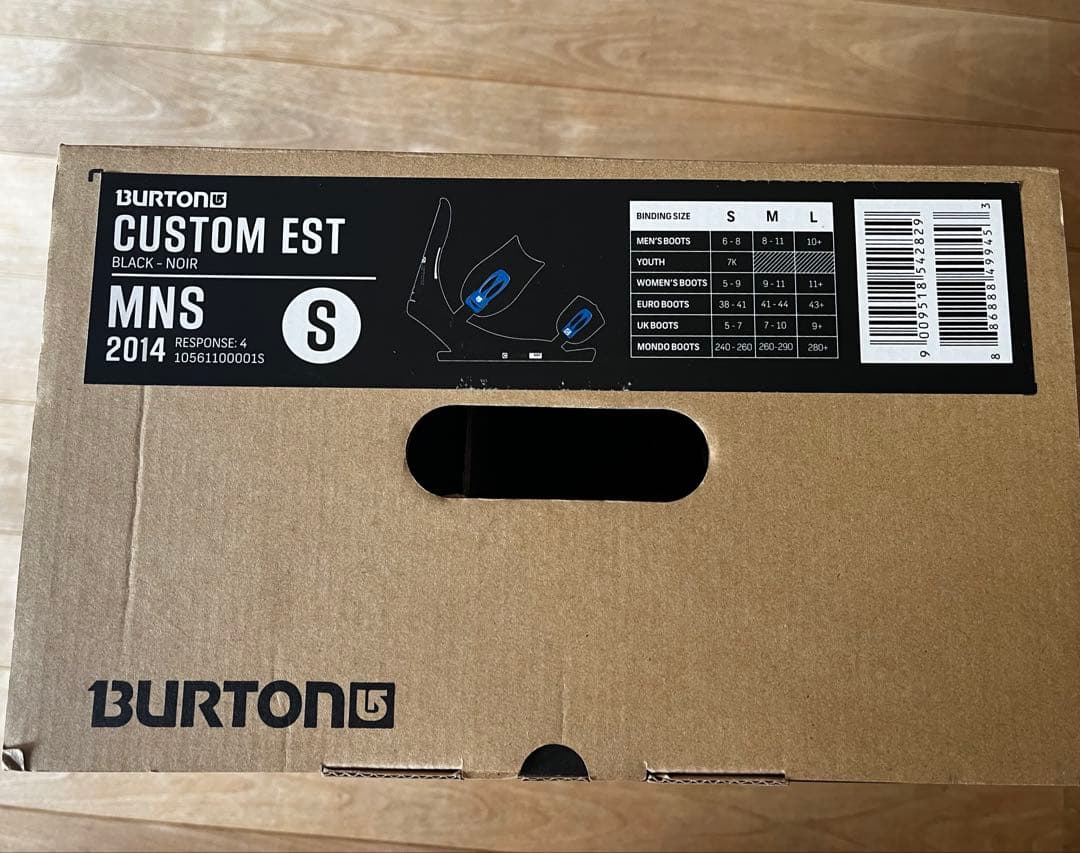 BURTON
CUSTOM EST
BLACK - NOIR
MNS
2014
RESPONSE: 4
10561100001S
S
BINDING SIZE S M L
MEN'S BOOTS 6 - 8 8 - 11 10+
YOUTH 7K
WOMEN'S BOOTS 5 - 9 9 - 11 11+
EURO BOOTS 38 - 41 41 - 44 43+
UK BOOTS 5 - 7 7 - 10 9+
MONDO BOOTS 240 - 260 260-290 280+
9 009518 542829
8 86888 49945 3
BURTON